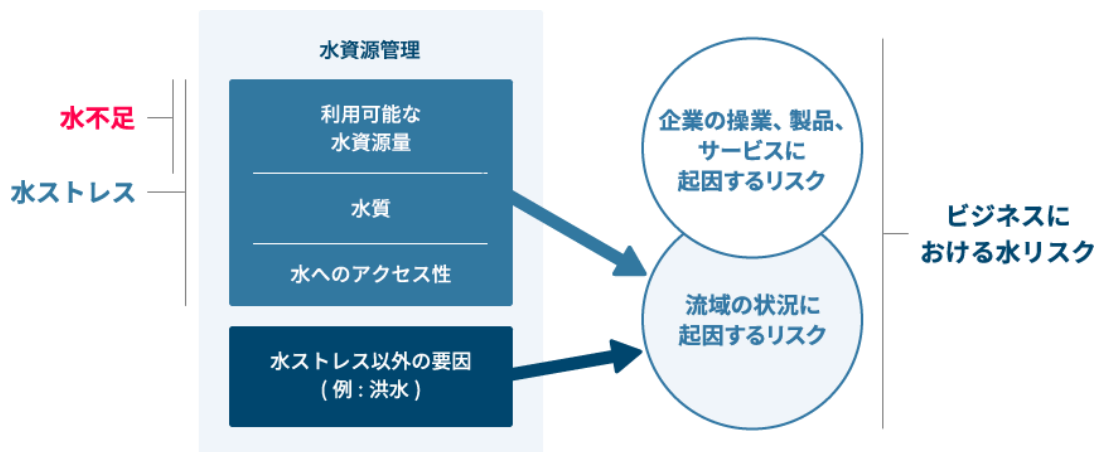 水資源管理
水不足
水ストレス
利用可能な
水資源量
水質
水へのアクセス性
水ストレス以外の要因
( 例 : 洪水 )
企業の操業、製品、
サービスに
起因するリスク
流域の状況に
起因するリスク
ビジネスに
おける水リスク